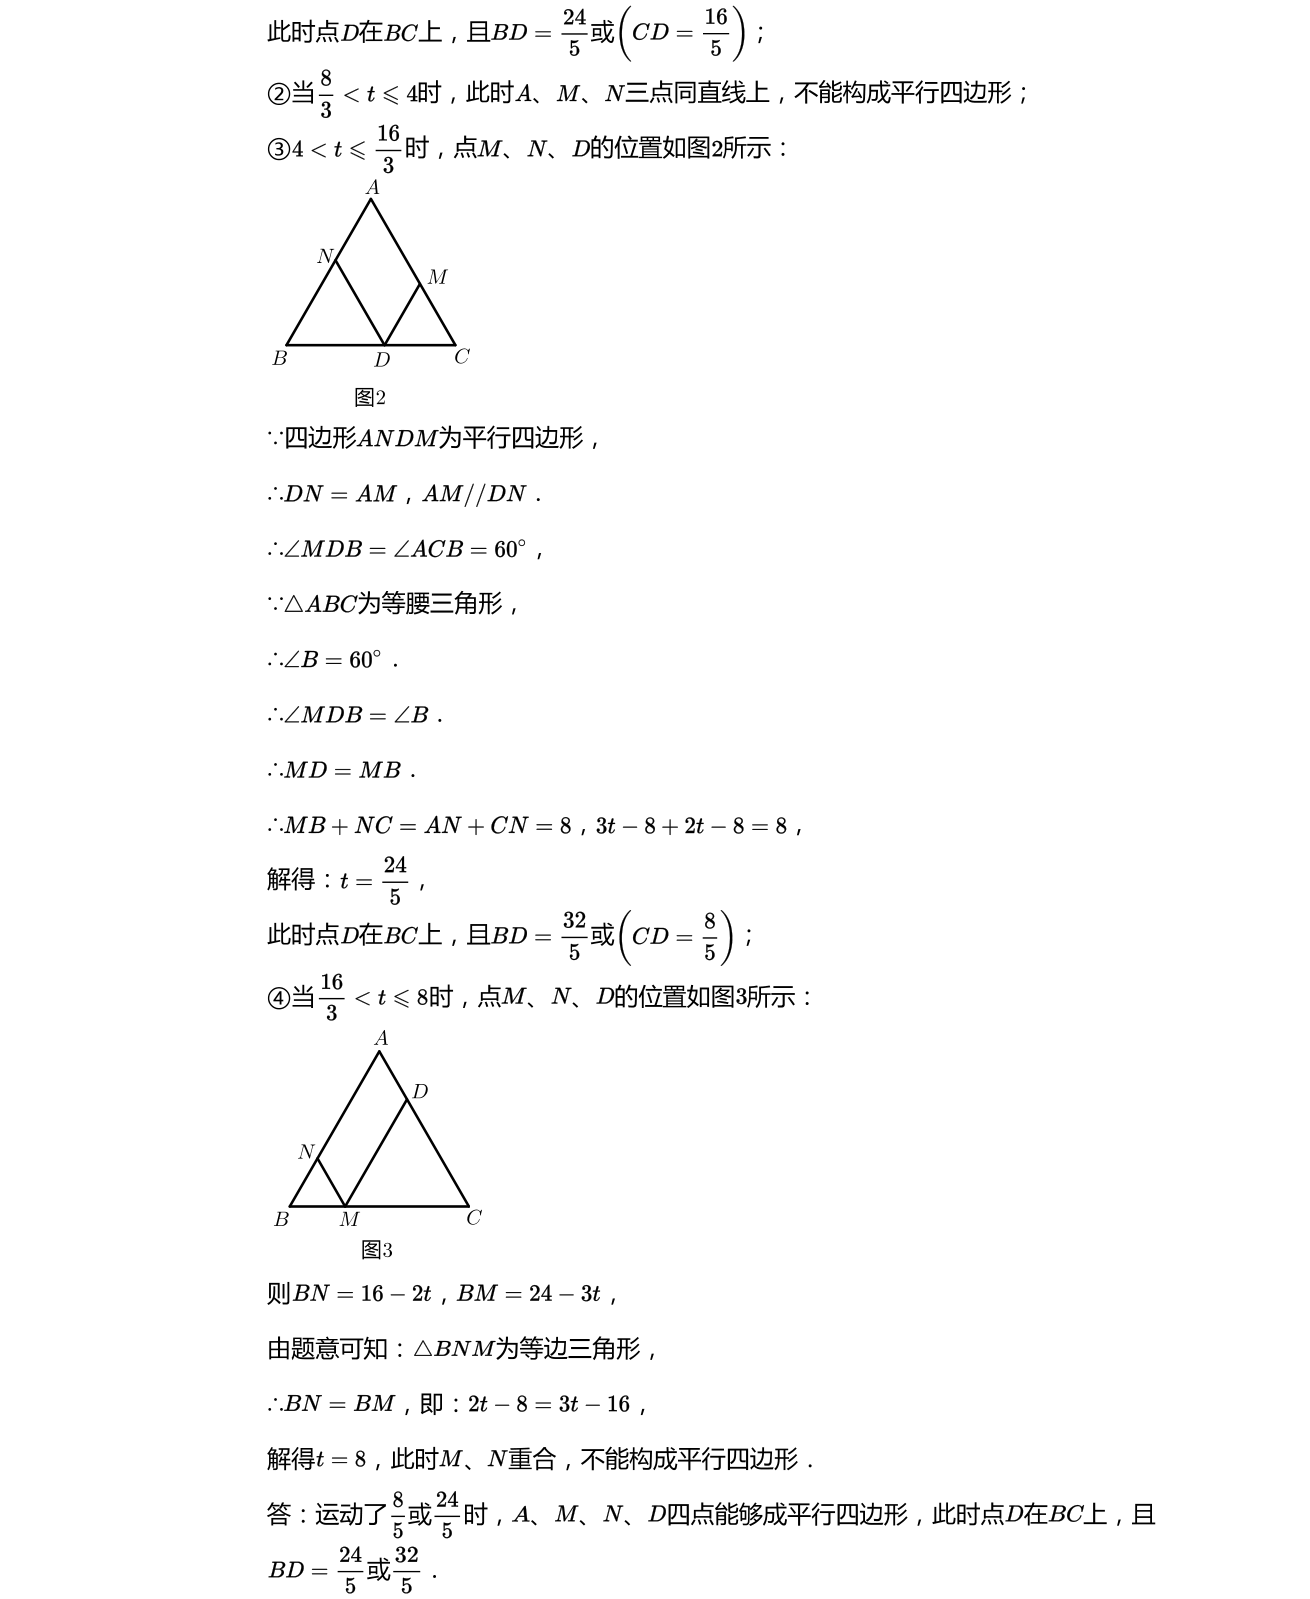 此时点D在BC上，且BD = 24/5 或(CD = 16/5)；
②当 8/3 < t ⩽ 4时，此时A、M、N三点同直线上，不能构成平行四边形；
③4 < t ⩽ 16/3 时，点M、N、D的位置如图2所示：
A
N
M
B
D
C
图2
∵四边形ANDM为平行四边形，
∴DN = AM，AM//DN．
∴∠MDB = ∠ACB = 60°，
∵△ABC为等腰三角形，
∴∠B = 60°．
∴∠MDB = ∠B．
∴MD = MB．
∴MB + NC = AN + CN = 8，3t − 8 + 2t − 8 = 8，
解得：t = 24/5，
此时点D在BC上，且BD = 32/5 或(CD = 8/5)；
④当 16/3 < t ⩽ 8时，点M、N、D的位置如图3所示：
A
D
N
B
M
C
图3
则BN = 16 − 2t，BM = 24 − 3t，
由题意可知：△BNM为等边三角形，
∴BN = BM，即：2t − 8 = 3t − 16，
解得t = 8，此时M、N重合，不能构成平行四边形．
答：运动了 8/5 或 24/5 时，A、M、N、D四点能够成平行四边形，此时点D在BC上，且
BD = 24/5 或 32/5．